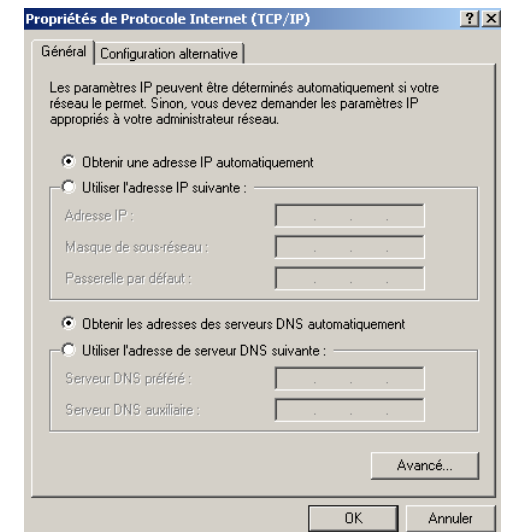 Propriétés de Protocole Internet (TCP/IP)
Général
Configuration alternative
Les paramètres IP peuvent être déterminés automatiquement si votre
réseau le permet. Sinon, vous devez demander les paramètres IP
appropriés à votre administrateur réseau.
Obtenir une adresse IP automatiquement
Utiliser l'adresse IP suivante :
Adresse IP :
Masque de sous-réseau :
Passerelle par défaut :
Obtenir les adresses des serveurs DNS automatiquement
Utiliser l'adresse de serveur DNS suivante :
Serveur DNS préféré :
Serveur DNS auxiliaire :
Avancé...
OK
Annuler